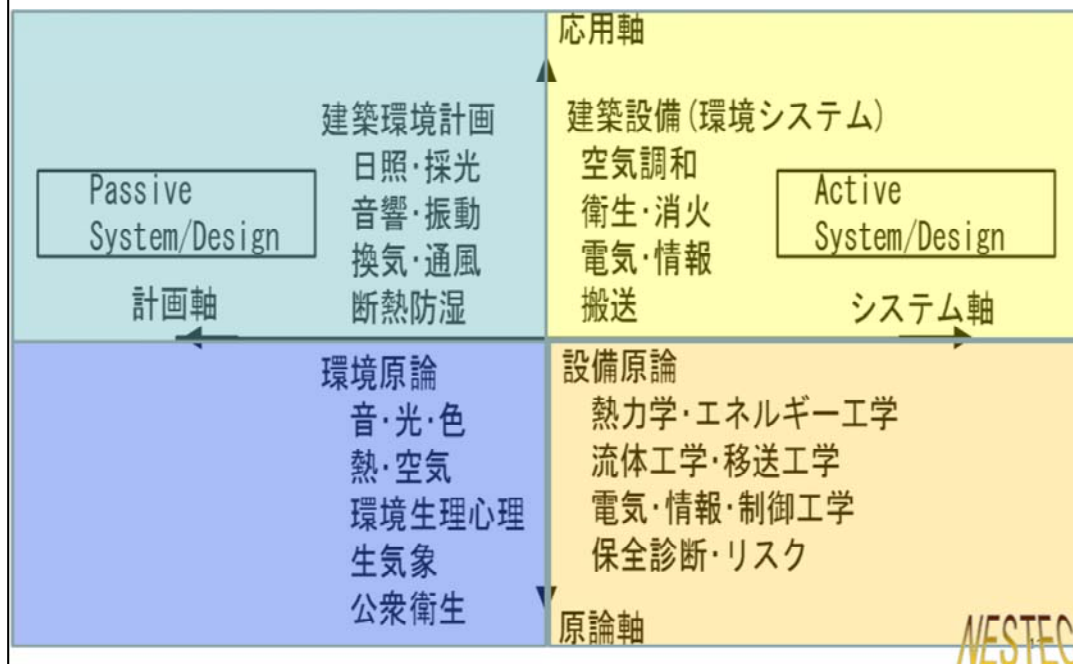 応用軸
建築環境計画
日照・採光
音響・振動
換気・通風
断熱防湿
Passive
System/Design
計画軸
建築設備(環境システム)
空気調和
衛生・消火
電気・情報
搬送
Active
System/Design
システム軸
環境原論
音・光・色
熱・空気
環境生理心理
生気象
公衆衛生
設備原論
熱力学・エネルギー工学
流体工学・移送工学
電気・情報・制御工学
保全診断・リスク
原論軸
NESTEC